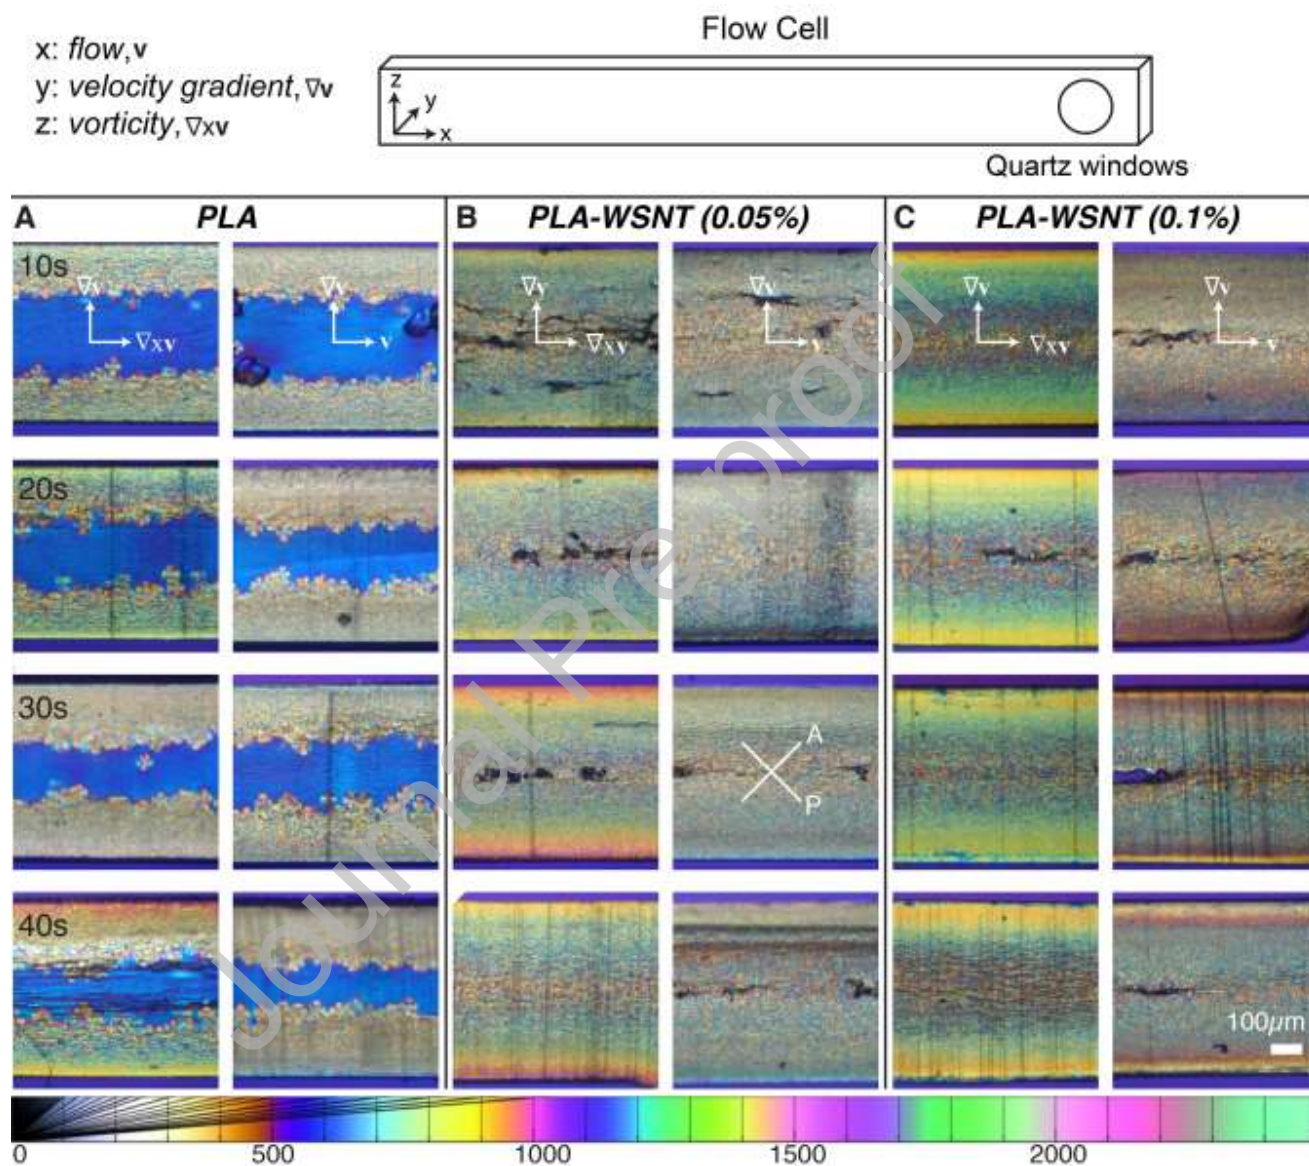 Flow Cell
x: flow, v
y: velocity gradient, ∇v
z: vorticity, ∇xv
z
y
x
Quartz windows
A PLA B PLA-WSNT (0.05%) C PLA-WSNT (0.1%)
10s
∇v ∇v ∇v ∇v ∇v ∇v
∇xv v ∇xv v ∇xv v
20s
30s
A
P
40s
100μm
0 500 1000 1500 2000
Journal Pre-proof